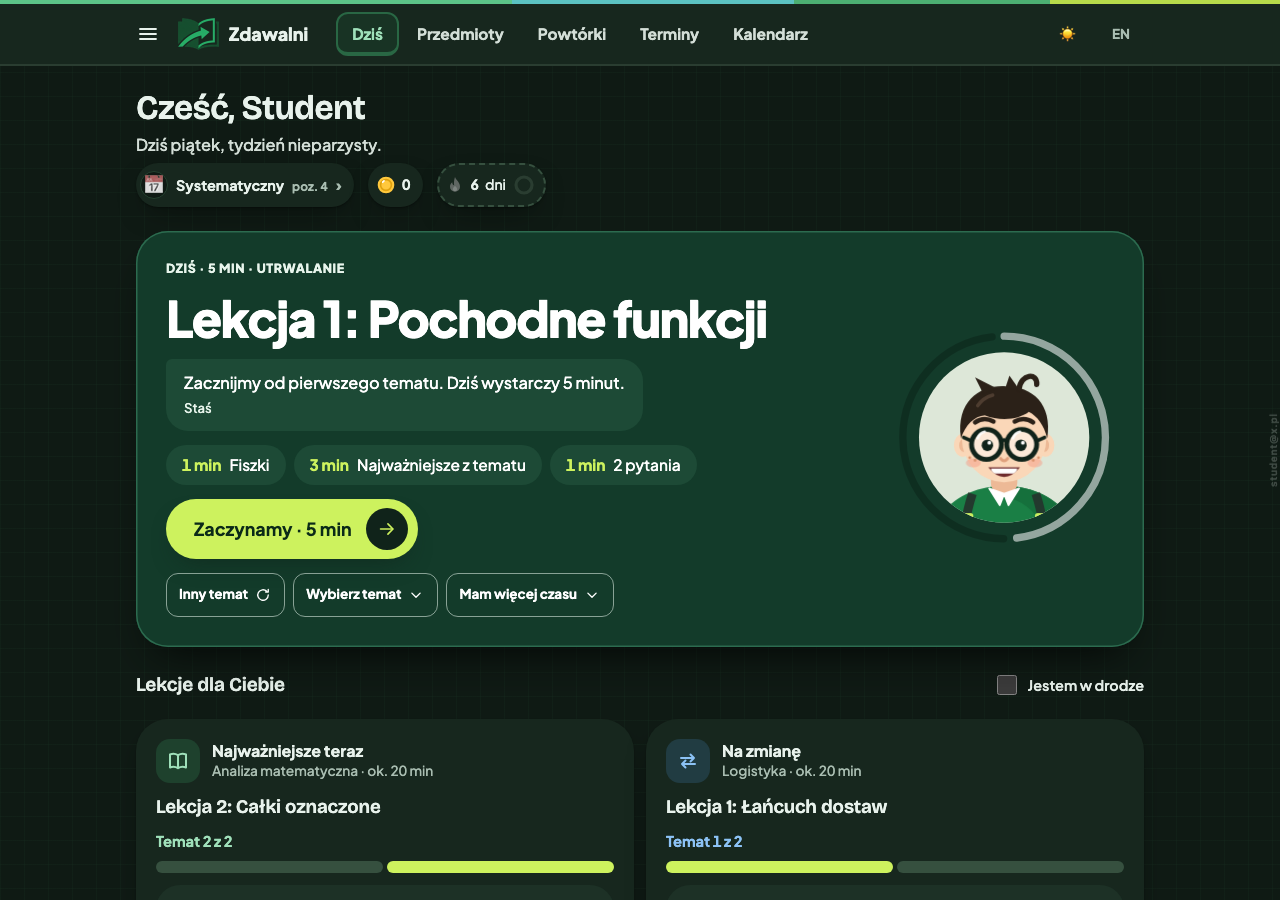 Zdawalni
Dziś
Przedmioty
Powtórki
Terminy
Kalendarz
EN
Cześć, Student
Dziś piątek, tydzień nieparzysty.
17 Systematyczny poz. 4 ›
0
6 dni
DZIŚ · 5 MIN · UTRWALANIE
Lekcja 1: Pochodne funkcji
Zacznijmy od pierwszego tematu. Dziś wystarczy 5 minut.
Staś
1 min Fiszki
3 min Najważniejsze z tematu
1 min 2 pytania
Zaczynamy · 5 min
Inny temat
Wybierz temat
Mam więcej czasu
student@x.pl
Lekcje dla Ciebie
Jestem w drodze
Najważniejsze teraz
Analiza matematyczna · ok. 20 min
Lekcja 2: Całki oznaczone
Temat 2 z 2
Na zmianę
Logistyka · ok. 20 min
Lekcja 1: Łańcuch dostaw
Temat 1 z 2